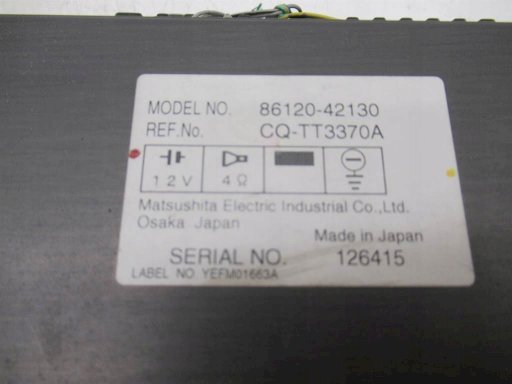 MODEL NO. 86120-42130
REF.No. CQ-TT3370A
12V 4Ω
Matsushita Electric Industrial Co.,Ltd.
Osaka Japan
Made in Japan
SERIAL NO. 126415
LABEL NO. YEFM01663A